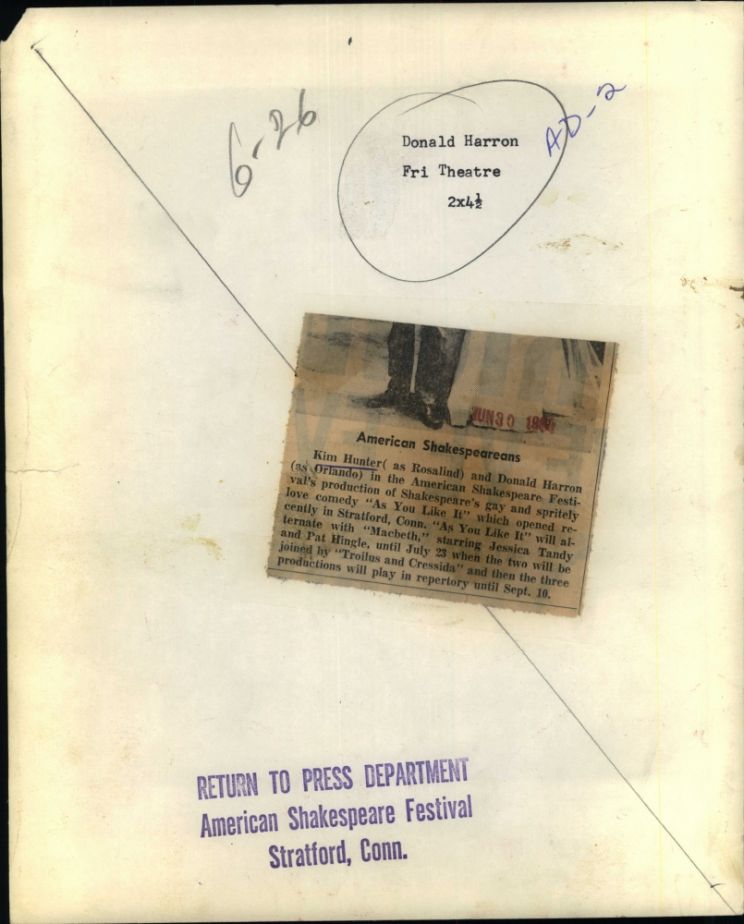 6-26
AD-2
Donald Harron
Fri Theatre
2x4½
JUN 30 19
American Shakespeareans
Kim Hunter( as Rosalind) and Donald Harron
(as Orlando) in the American Shakespeare Festi-
val's production of Shakespeare's gay and spritely
love comedy "As You Like It" which opened re-
cently in Stratford, Conn. "As You Like It" will al-
ternate with "Macbeth," starring Jessica Tandy
and Pat Hingle, until July 23 when the two will be
joined by "Troilus and Cressida" and then the three
productions will play in repertory until Sept. 10.
RETURN TO PRESS DEPARTMENT
American Shakespeare Festival
Stratford, Conn.